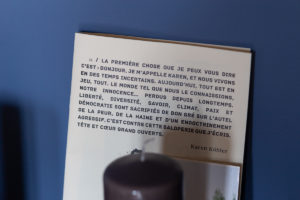 .. / LA PREMIÈRE CHOSE QUE JE PEUX VOUS DIRE
C'EST : BONJOUR, JE M'APPELLE KAREN, ET NOUS VIVONS
EN DES TEMPS INCERTAINS. AUJOURD'HUI, TOUT EST EN
JEU. TOUT. LE MONDE TEL QUE NOUS LE CONNAISSIONS,
NOTRE INNOCENCE... PERDUS DEPUIS LONGTEMPS.
LIBERTÉ, DIVERSITÉ, SAVOIR, CLIMAT, PAIX ET
DÉMOCRATIE SONT SACRIFIÉS DE BON GRÉ SUR L'AUTEL
DE LA PEUR, DE LA HAINE ET D'UN ENDOCTRINEMENT
AGRESSIF. C'EST CONTRE CETTE SALOPERIE QUE J'ÉCRIS.
TÊTE ET CŒUR GRAND OUVERTS.
Karen Köhler